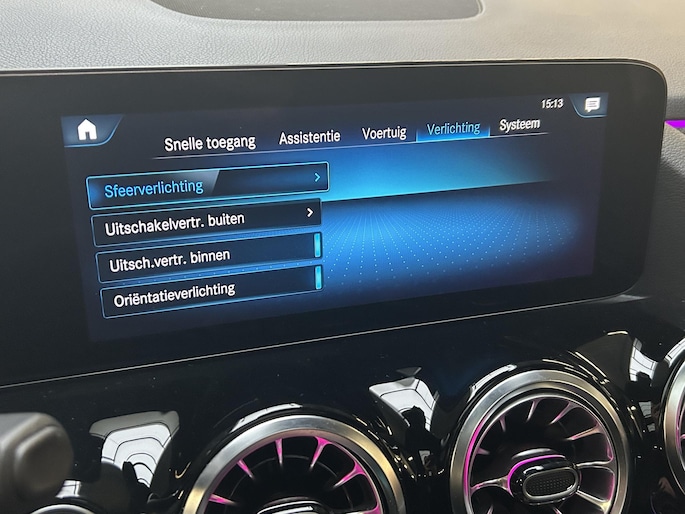 15:13
Snelle toegang Assistentie Voertuig Verlichting Systeem
Sfeerverlichting
Uitschakelvertr. buiten
Uitsch.vertr. binnen
Oriëntatieverlichting